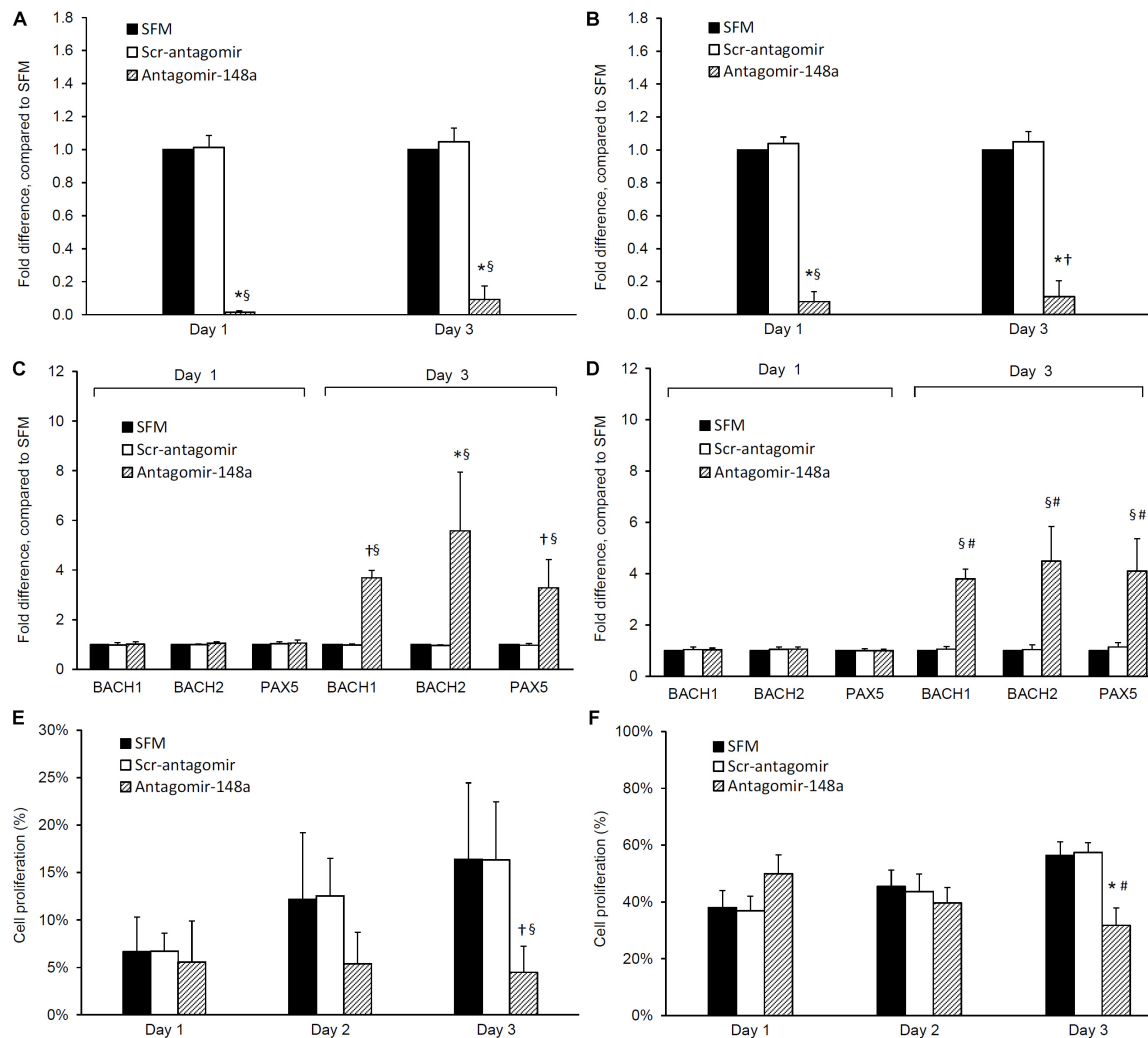 A
Fold difference, compared to SFM
1.8
1.6
1.4
1.2
1.0
0.8
0.6
0.4
0.2
0.0
SFM
Scr-antagomir
Antagomir-148a
*§
*§
Day 1
Day 3
B
Fold difference, compared to SFM
1.8
1.6
1.4
1.2
1.0
0.8
0.6
0.4
0.2
0.0
SFM
Scr-antagomir
Antagomir-148a
*§
*†
Day 1
Day 3
C
Fold difference, compared to SFM
12
10
8
6
4
2
0
Day 1
Day 3
SFM
Scr-antagomir
Antagomir-148a
†§
*§
†§
BACH1 BACH2 PAX5 BACH1 BACH2 PAX5
D
Fold difference, compared to SFM
12
10
8
6
4
2
0
Day 1
Day 3
SFM
Scr-antagomir
Antagomir-148a
§#
§#
§#
BACH1 BACH2 PAX5 BACH1 BACH2 PAX5
E
Cell proliferation (%)
30%
25%
20%
15%
10%
5%
0%
SFM
Scr-antagomir
Antagomir-148a
†§
Day 1
Day 2
Day 3
F
Cell proliferation (%)
100%
80%
60%
40%
20%
0%
SFM
Scr-antagomir
Antagomir-148a
* #
Day 1
Day 2
Day 3